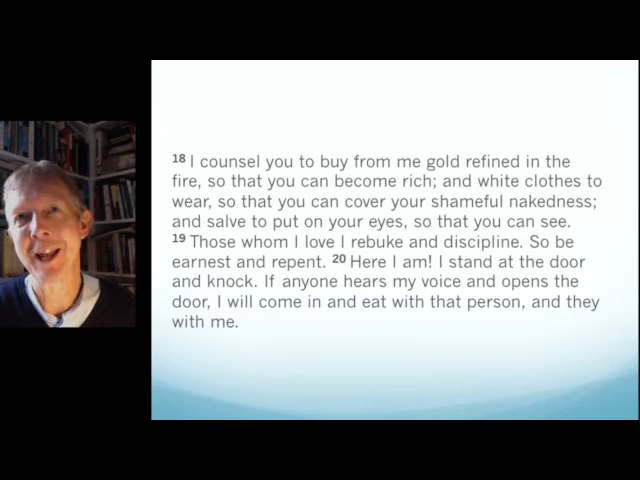 18 I counsel you to buy from me gold refined in the
fire, so that you can become rich; and white clothes to
wear, so that you can cover your shameful nakedness;
and salve to put on your eyes, so that you can see.
19 Those whom I love I rebuke and discipline. So be
earnest and repent. 20 Here I am! I stand at the door
and knock. If anyone hears my voice and opens the
door, I will come in and eat with that person, and they
with me.